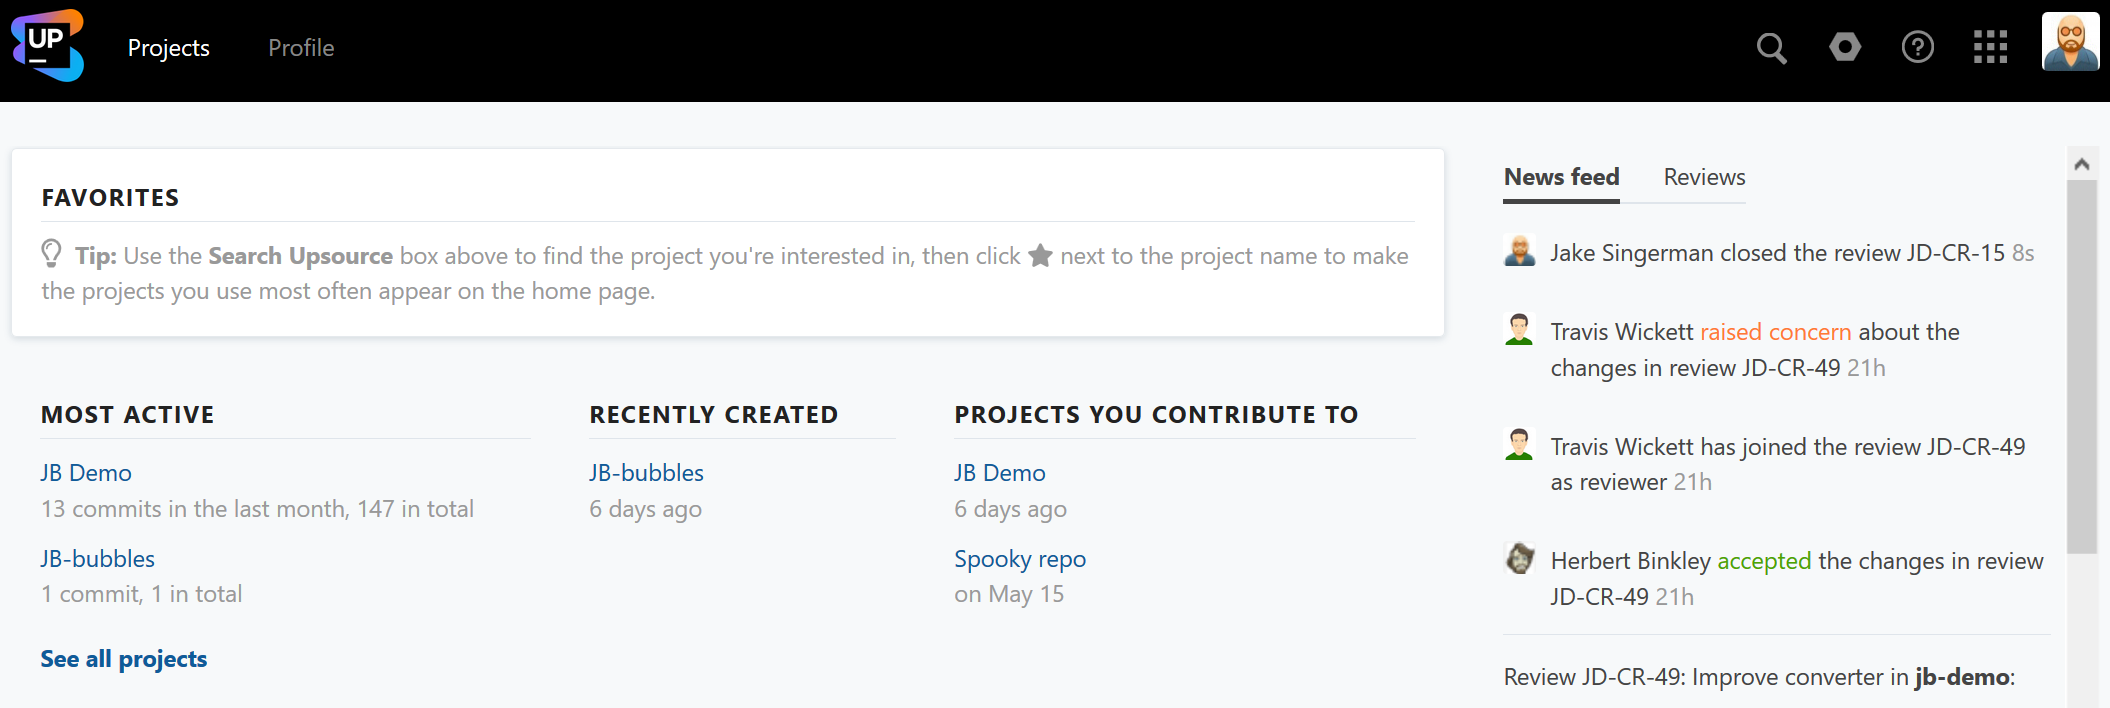 UP
Projects
Profile
FAVORITES
Tip: Use the Search Upsource box above to find the project you're interested in, then click next to the project name to make
the projects you use most often appear on the home page.
MOST ACTIVE
JB Demo
13 commits in the last month, 147 in total
JB-bubbles
1 commit, 1 in total
See all projects
RECENTLY CREATED
JB-bubbles
6 days ago
PROJECTS YOU CONTRIBUTE TO
JB Demo
6 days ago
Spooky repo
on May 15
News feed
Reviews
Jake Singerman closed the review JD-CR-15 8s
Travis Wickett raised concern about the
changes in review JD-CR-49 21h
Travis Wickett has joined the review JD-CR-49
as reviewer 21h
Herbert Binkley accepted the changes in review
JD-CR-49 21h
Review JD-CR-49: Improve converter in jb-demo: